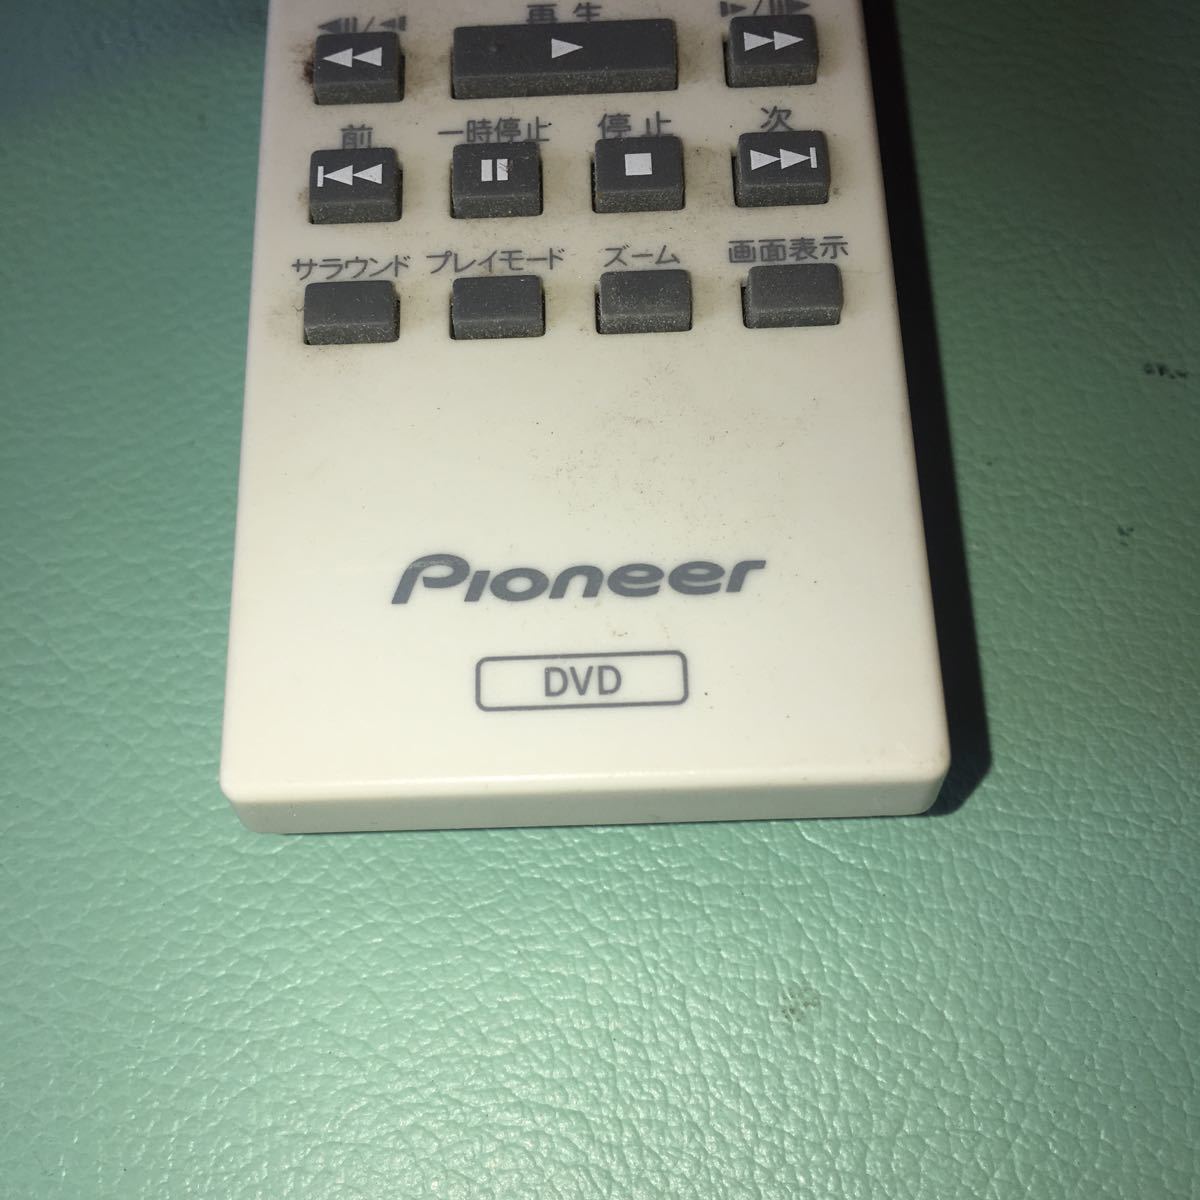 再生
前 一時停止 停止 次
サラウンド プレイモード ズーム 画面表示
Pioneer
DVD